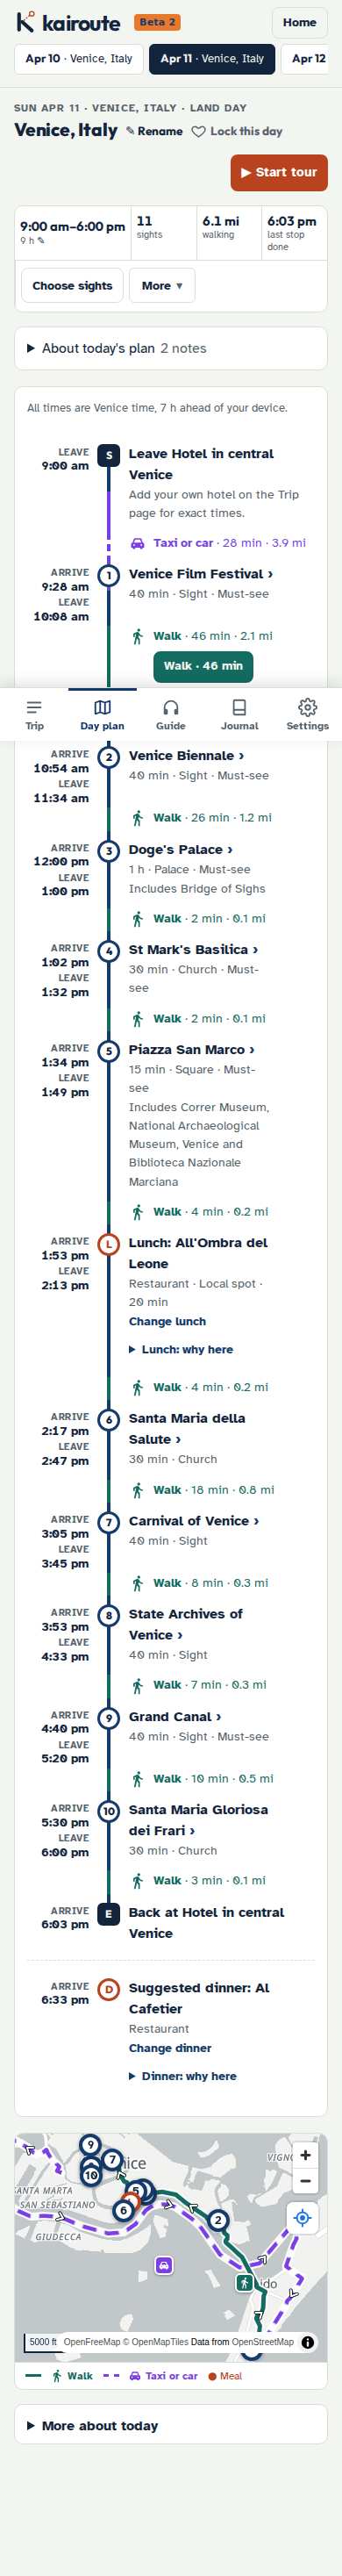 kairoute
Beta 2
Home
Apr 10 · Venice, Italy
Apr 11 · Venice, Italy
Apr 12
SUN APR 11 · VENICE, ITALY · LAND DAY
Venice, Italy ✎ Rename Lock this day
▶ Start tour
9:00 am–6:00 pm
9 h ✎
11
sights
6.1 mi
walking
6:03 pm
last stop
done
Choose sights
More ▾
▶ About today's plan 2 notes
All times are Venice time, 7 h ahead of your device.
LEAVE
9:00 am
S
Leave Hotel in central
Venice
Add your own hotel on the Trip
page for exact times.
Taxi or car · 28 min · 3.9 mi
ARRIVE
9:28 am
LEAVE
10:08 am
1
Venice Film Festival ›
40 min · Sight · Must-see
Walk · 46 min · 2.1 mi
Walk · 46 min
Trip
Day plan
Guide
Journal
Settings
ARRIVE
10:54 am
LEAVE
11:34 am
2
Venice Biennale ›
40 min · Sight · Must-see
Walk · 26 min · 1.2 mi
ARRIVE
12:00 pm
LEAVE
1:00 pm
3
Doge's Palace ›
1 h · Palace · Must-see
Includes Bridge of Sighs
Walk · 2 min · 0.1 mi
ARRIVE
1:02 pm
LEAVE
1:32 pm
4
St Mark's Basilica ›
30 min · Church · Must-
see
Walk · 2 min · 0.1 mi
ARRIVE
1:34 pm
LEAVE
1:49 pm
5
Piazza San Marco ›
15 min · Square · Must-
see
Includes Correr Museum,
National Archaeological
Museum, Venice and
Biblioteca Nazionale
Marciana
Walk · 4 min · 0.2 mi
ARRIVE
1:53 pm
LEAVE
2:13 pm
L
Lunch: All'Ombra del
Leone
Restaurant · Local spot ·
20 min
Change lunch
▶ Lunch: why here
Walk · 4 min · 0.2 mi
ARRIVE
2:17 pm
LEAVE
2:47 pm
6
Santa Maria della
Salute ›
30 min · Church
Walk · 18 min · 0.8 mi
ARRIVE
3:05 pm
LEAVE
3:45 pm
7
Carnival of Venice ›
40 min · Sight
Walk · 8 min · 0.3 mi
ARRIVE
3:53 pm
LEAVE
4:33 pm
8
State Archives of
Venice ›
40 min · Sight
Walk · 7 min · 0.3 mi
ARRIVE
4:40 pm
LEAVE
5:20 pm
9
Grand Canal ›
40 min · Sight · Must-see
Walk · 10 min · 0.5 mi
ARRIVE
5:30 pm
LEAVE
6:00 pm
10
Santa Maria Gloriosa
dei Frari ›
30 min · Church
Walk · 3 min · 0.1 mi
ARRIVE
6:03 pm
E
Back at Hotel in central
Venice
ARRIVE
6:33 pm
D
Suggested dinner: Al
Cafetier
Restaurant
Change dinner
▶ Dinner: why here
9
7
10
5
6
2
SAN SEBASTIANO
GIUDECCA
+
−
5000 ft
OpenFreeMap © OpenMapTiles Data from OpenStreetMap
Walk
Taxi or car
Meal
▶ More about today